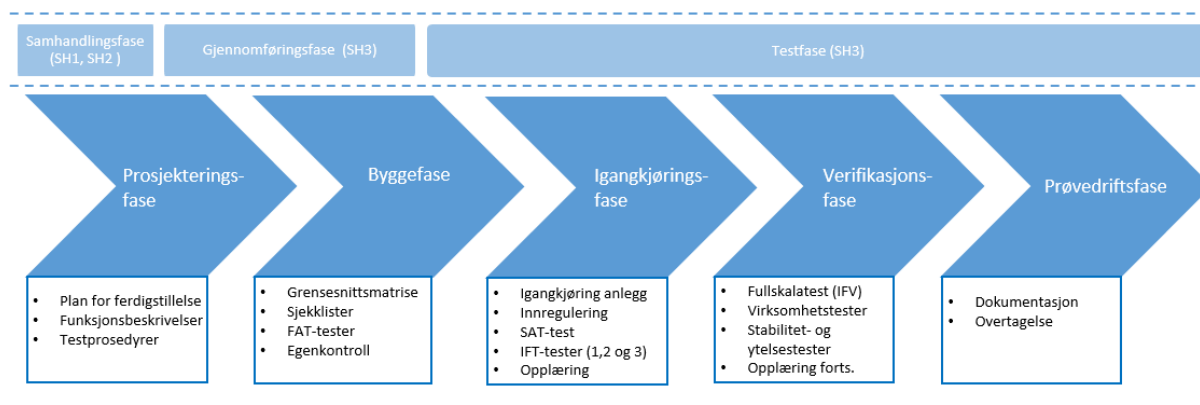 Samhandlingsfase
(SH1, SH2 )
Gjennomføringsfase (SH3)
Testfase (SH3)
Prosjekterings-
fase
Byggefase
Igangkjørings-
fase
Verifikasjons-
fase
Prøvedriftsfase
• Plan for ferdigstillelse
• Funksjonsbeskrivelser
• Testprosedyrer
• Grensesnittsmatrise
• Sjekklister
• FAT-tester
• Egenkontroll
• Igangkjøring anlegg
• Innregulering
• SAT-test
• IFT-tester (1,2 og 3)
• Opplæring
• Fullskalatest (IFV)
• Virksomhetstester
• Stabilitet- og
ytelsestester
• Opplæring forts.
• Dokumentasjon
• Overtagelse